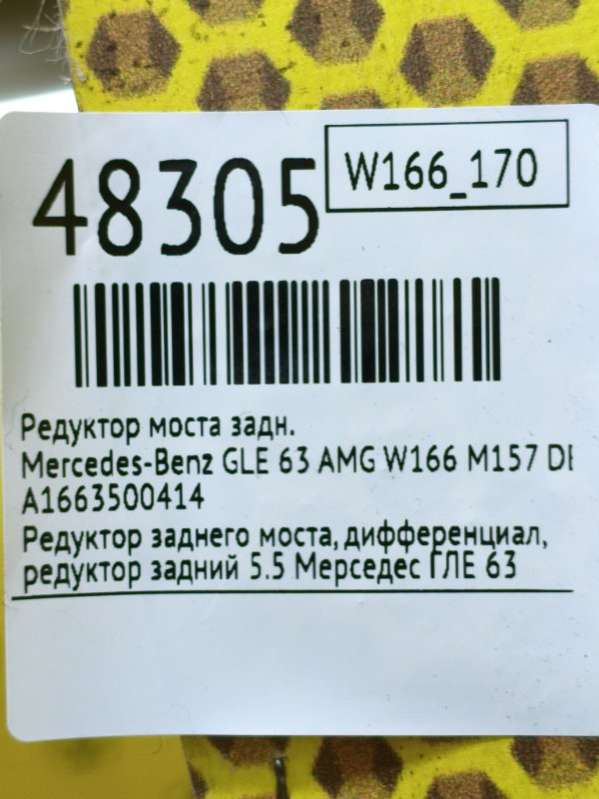 48305
W166_170
Редуктор моста задн.
Mercedes-Benz GLE 63 AMG W166 M157 DE
A1663500414
Редуктор заднего моста, дифференциал,
редуктор задний 5.5 Мерседес ГЛЕ 63